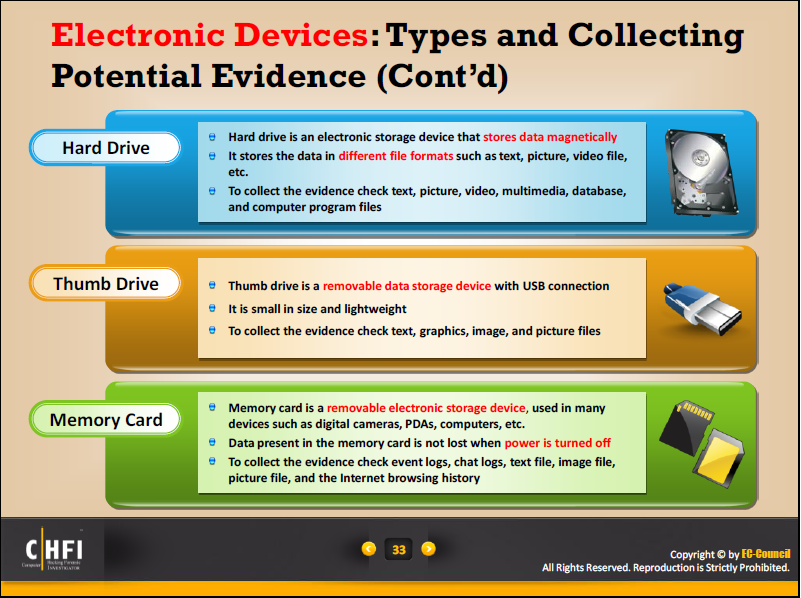 Electronic Devices: Types and Collecting
Potential Evidence (Cont’d)
Hard Drive
Hard drive is an electronic storage device that stores data magnetically
It stores the data in different file formats such as text, picture, video file,
etc.
To collect the evidence check text, picture, video, multimedia, database,
and computer program files
Thumb Drive
Thumb drive is a removable data storage device with USB connection
It is small in size and lightweight
To collect the evidence check text, graphics, image, and picture files
Memory Card
Memory card is a removable electronic storage device, used in many
devices such as digital cameras, PDAs, computers, etc.
Data present in the memory card is not lost when power is turned off
To collect the evidence check event logs, chat logs, text file, image file,
picture file, and the Internet browsing history
CHFI
Computer Hacking Forensic
INVESTIGATOR
33
Copyright © by EC-Council
All Rights Reserved. Reproduction is Strictly Prohibited.